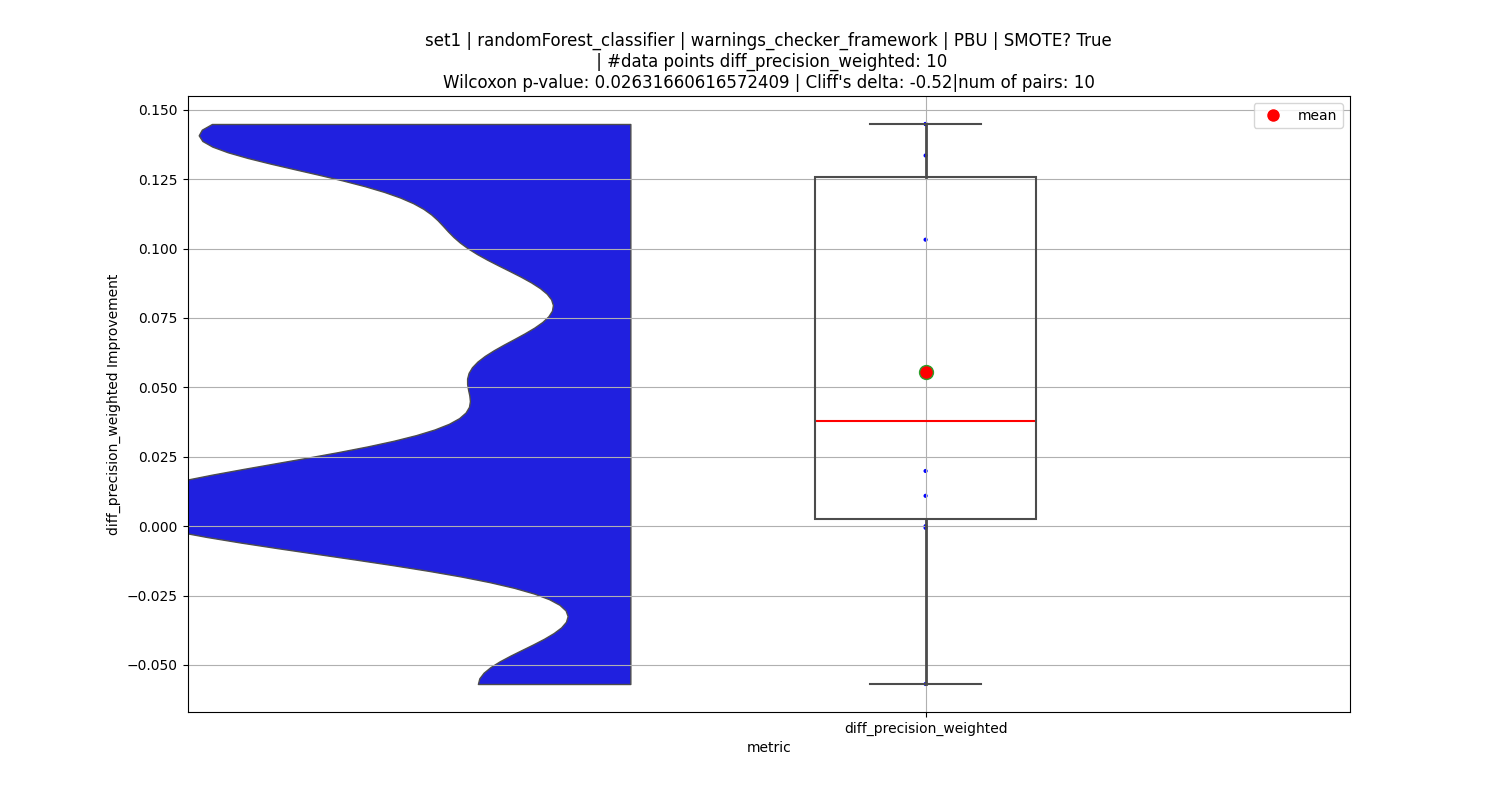 set1 | randomForest_classifier | warnings_checker_framework | PBU | SMOTE? True
| #data points diff_precision_weighted: 10
Wilcoxon p-value: 0.02631660616572409 | Cliff's delta: -0.52|num of pairs: 10
mean
0.150
0.125
0.100
0.075
0.050
0.025
0.000
−0.025
−0.050
diff_precision_weighted Improvement
diff_precision_weighted
metric